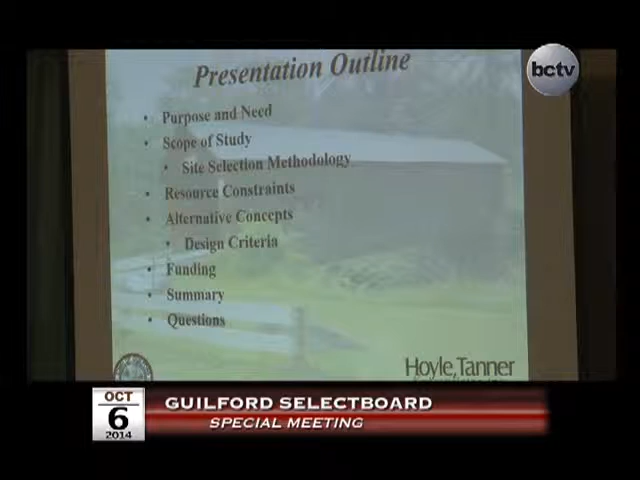 Presentation Outline
bctv
• Purpose and Need
• Scope of Study
• Site Selection Methodology
• Resource Constraints
• Alternative Concepts
• Design Criteria
• Funding
• Summary
• Questions
Hoyle, Tanner
OCT
6
2014
GUILFORD SELECTBOARD
SPECIAL MEETING